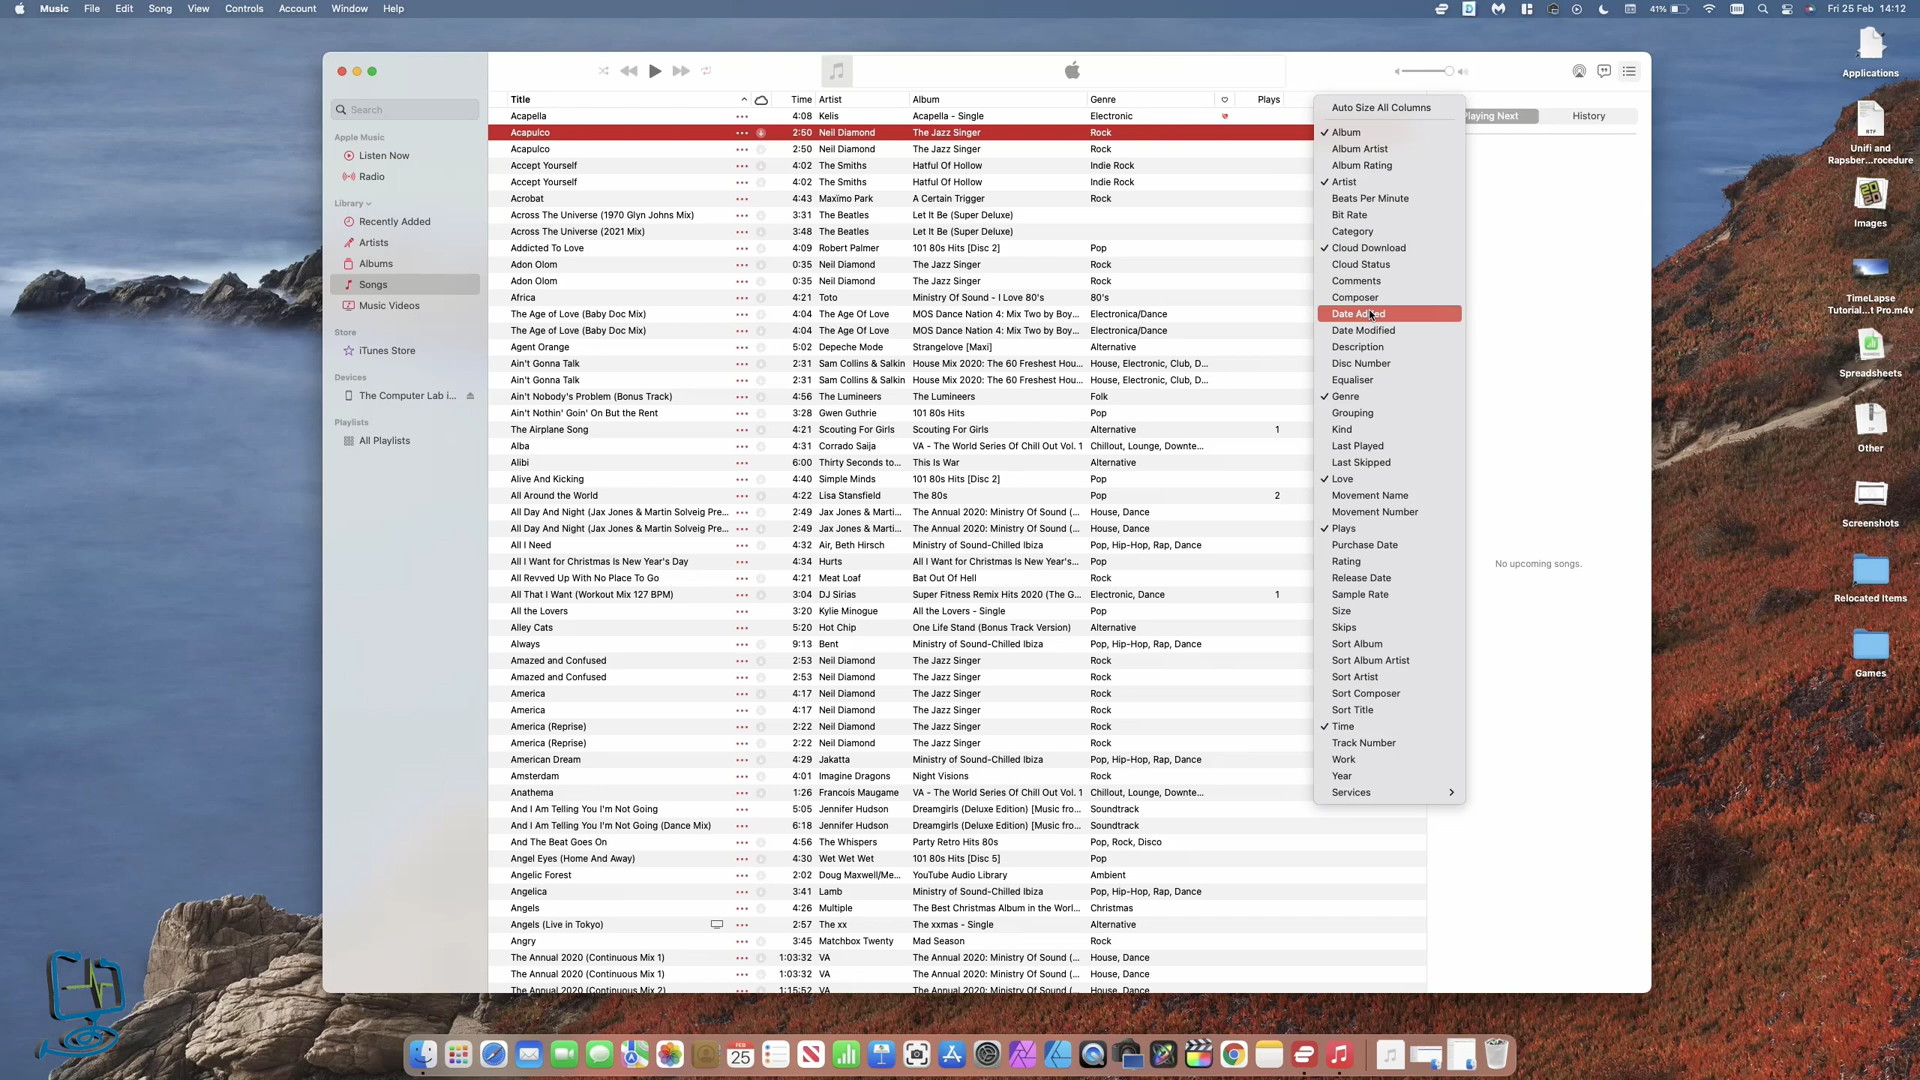 Music File Edit Song View Controls Account Window Help
41% Fri 25 Feb 14:12
Applications
RTF
Unifi and
Rapsber...rocedure
Images
TimeLapse
Tutorial...t Pro.m4v
Spreadsheets
Other
Screenshots
Relocated Items
Games
Search
Apple Music
Listen Now
Radio
Library
Recently Added
Artists
Albums
Songs
Music Videos
Store
iTunes Store
Devices
The Computer Lab i...
Playlists
All Playlists
Title Time Artist Album Genre Plays
Acapella 4:08 Kelis Acapella - Single Electronic
Acapulco 2:50 Neil Diamond The Jazz Singer Rock
Acapulco 2:50 Neil Diamond The Jazz Singer Rock
Accept Yourself 4:02 The Smiths Hatful Of Hollow Indie Rock
Accept Yourself 4:02 The Smiths Hatful Of Hollow Indie Rock
Acrobat 4:43 Maxïmo Park A Certain Trigger Rock
Across The Universe (1970 Glyn Johns Mix) 3:31 The Beatles Let It Be (Super Deluxe)
Across The Universe (2021 Mix) 3:48 The Beatles Let It Be (Super Deluxe)
Addicted To Love 4:09 Robert Palmer 101 80s Hits [Disc 2] Pop
Adon Olom 0:35 Neil Diamond The Jazz Singer Rock
Adon Olom 0:35 Neil Diamond The Jazz Singer Rock
Africa 4:21 Toto Ministry Of Sound - I Love 80's 80's
The Age of Love (Baby Doc Mix) 4:04 The Age Of Love MOS Dance Nation 4: Mix Two by Boy... Electronica/Dance
The Age of Love (Baby Doc Mix) 4:04 The Age Of Love MOS Dance Nation 4: Mix Two by Boy... Electronica/Dance
Agent Orange 5:02 Depeche Mode Strangelove [Maxi] Alternative
Ain't Gonna Talk 2:31 Sam Collins & Salkin House Mix 2020: The 60 Freshest Hou... House, Electronic, Club, D...
Ain't Gonna Talk 2:31 Sam Collins & Salkin House Mix 2020: The 60 Freshest Hou... House, Electronic, Club, D...
Ain't Nobody's Problem (Bonus Track) 4:56 The Lumineers The Lumineers Folk
Ain't Nothin' Goin' On But the Rent 3:28 Gwen Guthrie 101 80s Hits Pop
The Airplane Song 4:21 Scouting For Girls Scouting For Girls Alternative 1
Alba 4:31 Corrado Saija VA - The World Series Of Chill Out Vol. 1 Chillout, Lounge, Downte...
Alibi 6:00 Thirty Seconds to... This Is War Alternative
Alive And Kicking 4:40 Simple Minds 101 80s Hits [Disc 2] Pop
All Around the World 4:22 Lisa Stansfield The 80s Pop 2
All Day And Night (Jax Jones & Martin Solveig Pre... 2:49 Jax Jones & Marti... The Annual 2020: Ministry Of Sound (... House, Dance
All Day And Night (Jax Jones & Martin Solveig Pre... 2:49 Jax Jones & Marti... The Annual 2020: Ministry Of Sound (... House, Dance
All I Need 4:32 Air, Beth Hirsch Ministry of Sound-Chilled Ibiza Pop, Hip-Hop, Rap, Dance
All I Want for Christmas Is New Year's Day 4:34 Hurts All I Want for Christmas Is New Year's... Pop
All Revved Up With No Place To Go 4:21 Meat Loaf Bat Out Of Hell Rock
All That I Want (Workout Mix 127 BPM) 3:04 DJ Sirias Super Fitness Remix Hits 2020 (The G... Electronic, Dance 1
All the Lovers 3:20 Kylie Minogue All the Lovers - Single Pop
Alley Cats 5:20 Hot Chip One Life Stand (Bonus Track Version) Alternative
Always 9:13 Bent Ministry of Sound-Chilled Ibiza Pop, Hip-Hop, Rap, Dance
Amazed and Confused 2:53 Neil Diamond The Jazz Singer Rock
Amazed and Confused 2:53 Neil Diamond The Jazz Singer Rock
America 4:17 Neil Diamond The Jazz Singer Rock
America 4:17 Neil Diamond The Jazz Singer Rock
America (Reprise) 2:22 Neil Diamond The Jazz Singer Rock
America (Reprise) 2:22 Neil Diamond The Jazz Singer Rock
American Dream 4:29 Jakatta Ministry of Sound-Chilled Ibiza Pop, Hip-Hop, Rap, Dance
Amsterdam 4:01 Imagine Dragons Night Visions Rock
Anathema 1:26 Francois Maugame VA - The World Series Of Chill Out Vol. 1 Chillout, Lounge, Downte...
And I Am Telling You I'm Not Going 5:05 Jennifer Hudson Dreamgirls (Deluxe Edition) [Music fro... Soundtrack
And I Am Telling You I'm Not Going (Dance Mix) 6:18 Jennifer Hudson Dreamgirls (Deluxe Edition) [Music fro... Soundtrack
And The Beat Goes On 4:32 The Whispers Party Retro Hits 80s Pop, Rock, Disco
Angel Eyes (Home And Away) 4:30 Wet Wet Wet 101 80s Hits [Disc 5] Pop
Angelic Forest 2:02 Doug Maxwell/Me... YouTube Audio Library Ambient
Angelica 3:41 Lamb Ministry of Sound-Chilled Ibiza Pop, Hip-Hop, Rap, Dance
Angels 4:26 Multiple The Best Christmas Album in the Worl... Christmas
Angels (Live in Tokyo) 2:57 The xx The xxmas - Single Alternative
Angry 3:45 Matchbox Twenty Mad Season Rock
The Annual 2020 (Continuous Mix 1) 1:03:32 VA The Annual 2020: Ministry Of Sound (... House, Dance
The Annual 2020 (Continuous Mix 1) 1:03:32 VA The Annual 2020: Ministry Of Sound (... House, Dance
The Annual 2020 (Continuous Mix 2) 1:15:52 VA The Annual 2020: Ministry Of Sound (... House, Dance
Auto Size All Columns
Album
Album Artist
Album Rating
Artist
Beats Per Minute
Bit Rate
Category
Cloud Download
Cloud Status
Comments
Composer
Date Added
Date Modified
Description
Disc Number
Equaliser
Genre
Grouping
Kind
Last Played
Last Skipped
Love
Movement Name
Movement Number
Plays
Purchase Date
Rating
Release Date
Sample Rate
Size
Skips
Sort Album
Sort Album Artist
Sort Artist
Sort Composer
Sort Title
Time
Track Number
Work
Year
Services
Playing Next History
No upcoming songs.
FEB
25